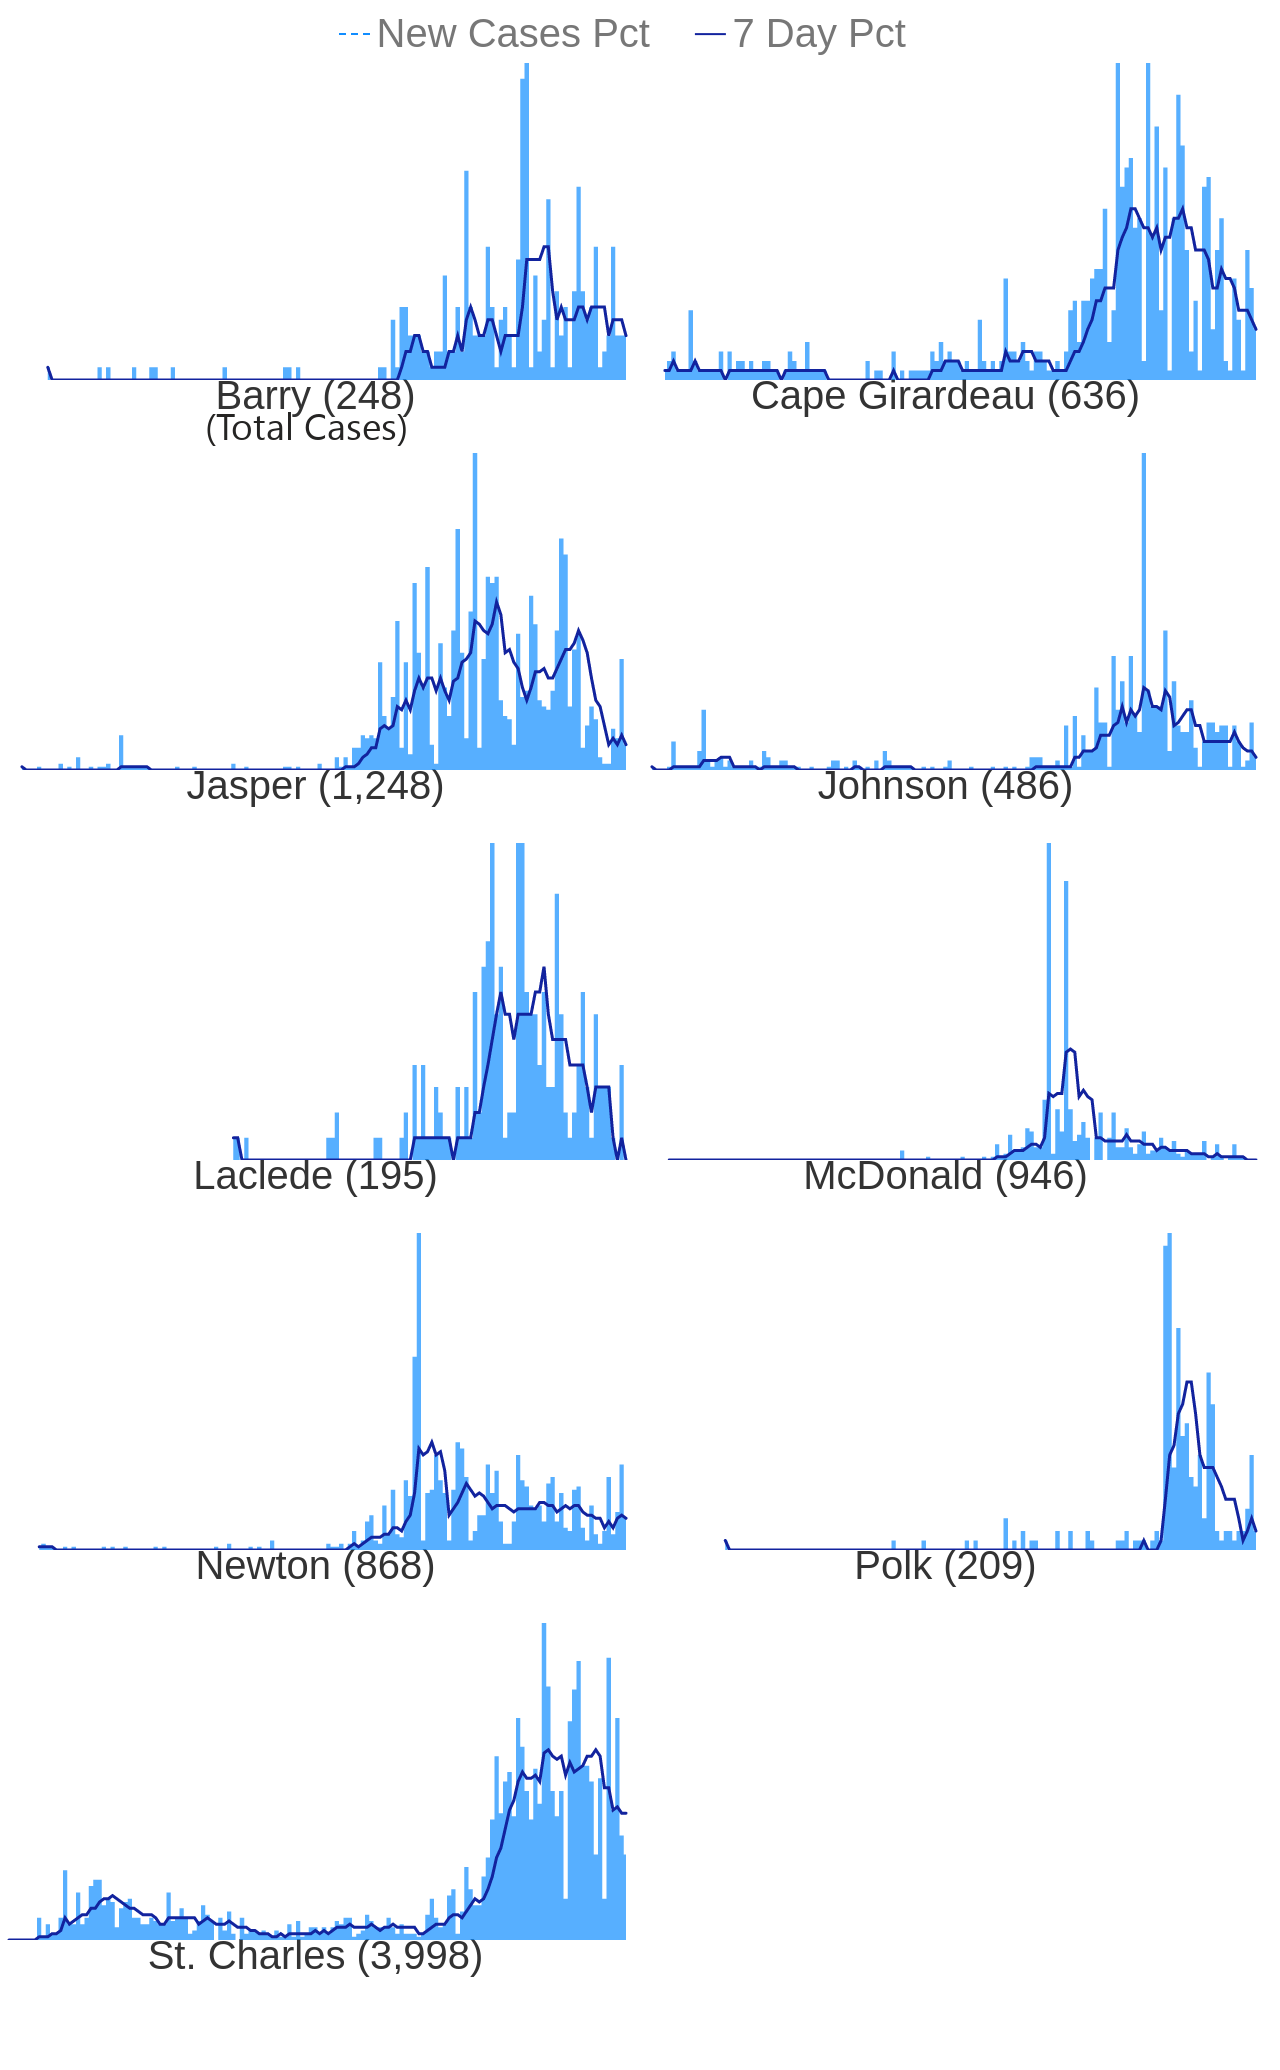 New Cases Pct 7 Day Pct
Barry (248) Cape Girardeau (636)
(Total Cases)
Jasper (1,248) Johnson (486)
Laclede (195) McDonald (946)
Newton (868) Polk (209)
St. Charles (3,998)